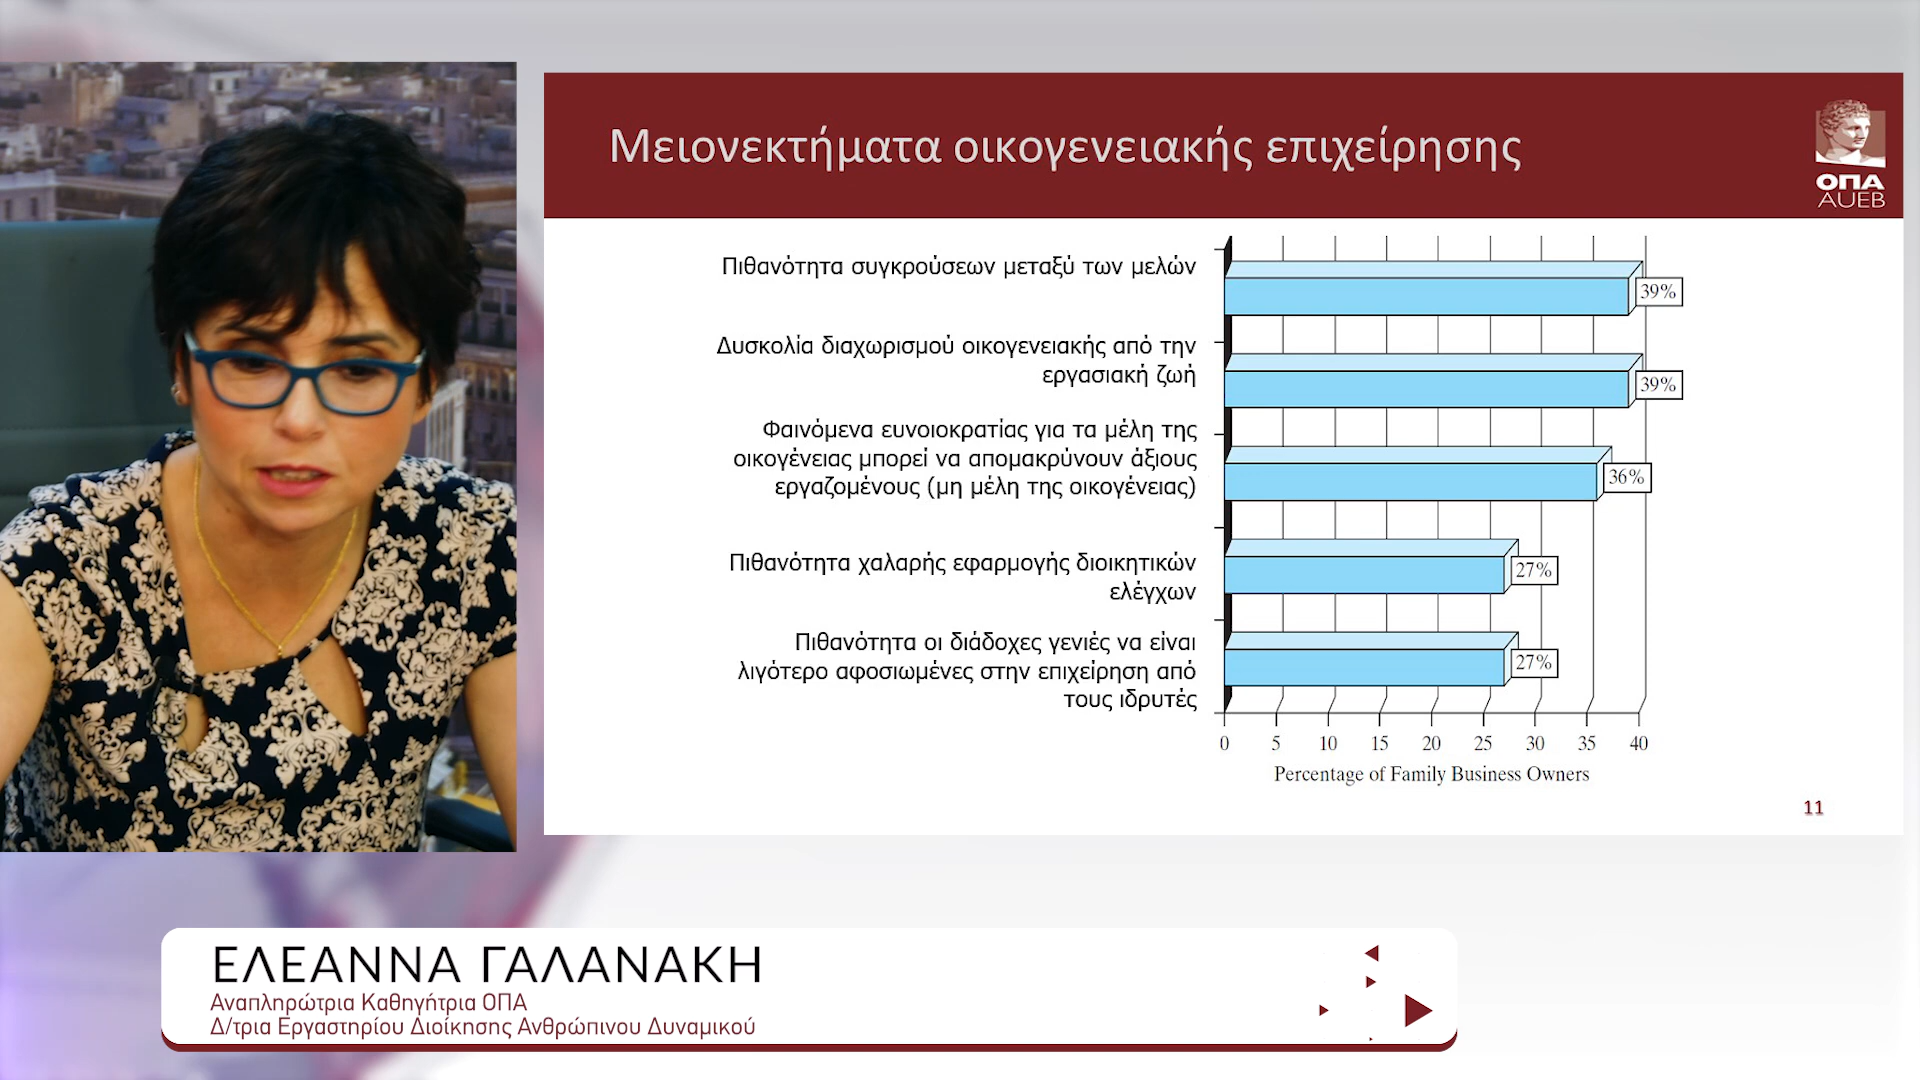 Μειονεκτήματα οικογενειακής επιχείρησης
ΟΠΑ
AUEB
Πιθανότητα συγκρούσεων μεταξύ των μελών
39%
Δυσκολία διαχωρισμού οικογενειακής από την
εργασιακή ζωή
39%
Φαινόμενα ευνοιοκρατίας για τα μέλη της
οικογένειας μπορεί να απομακρύνουν άξιους
εργαζομένους (μη μέλη της οικογένειας)
36%
Πιθανότητα χαλαρής εφαρμογής διοικητικών
ελέγχων
27%
Πιθανότητα οι διάδοχες γενιές να είναι
λιγότερο αφοσιωμένες στην επιχείρηση από
τους ιδρυτές
27%
0 5 10 15 20 25 30 35 40
Percentage of Family Business Owners
11
ΕΛΕΑΝΝΑ ΓΑΛΑΝΑΚΗ
Αναπληρώτρια Καθηγήτρια ΟΠΑ
Δ/τρια Εργαστηρίου Διοίκησης Ανθρώπινου Δυναμικού